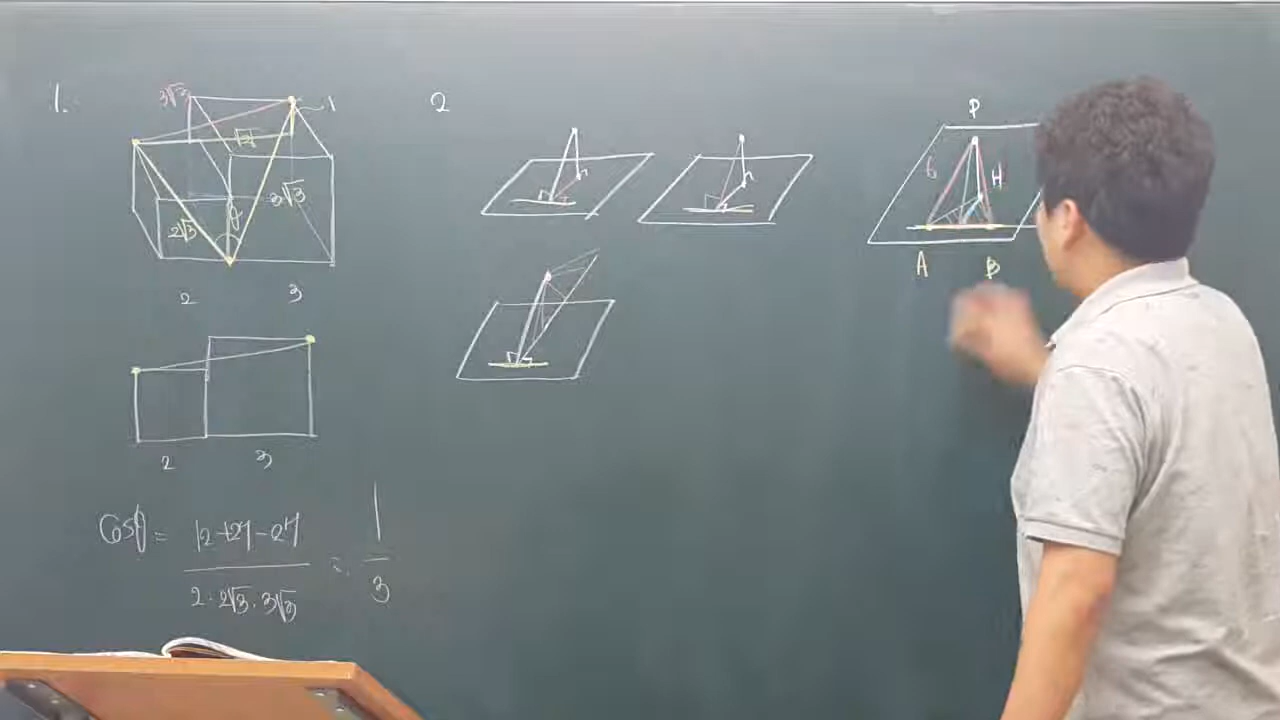 1.
3√3
1
√21
3√3
2√3
θ
2 3
2 3
cosθ = 12+27-27 / 2·2√3·3√3 = 1/3
2
h
h
P
6
H
A B